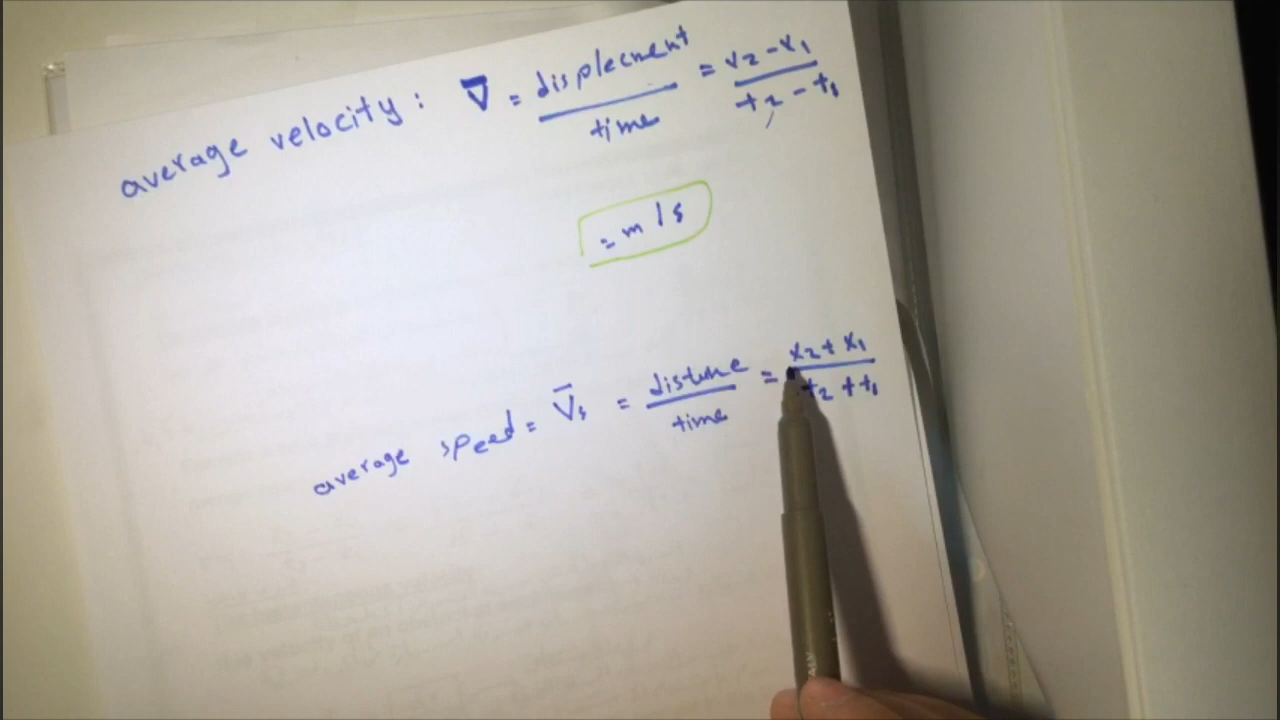 average velocity: V̅ = displecment / time = x2 - x1 / t2 - t1
= m/s
average speed = V̅s = distance / time = x2 + x1 / t2 + t1